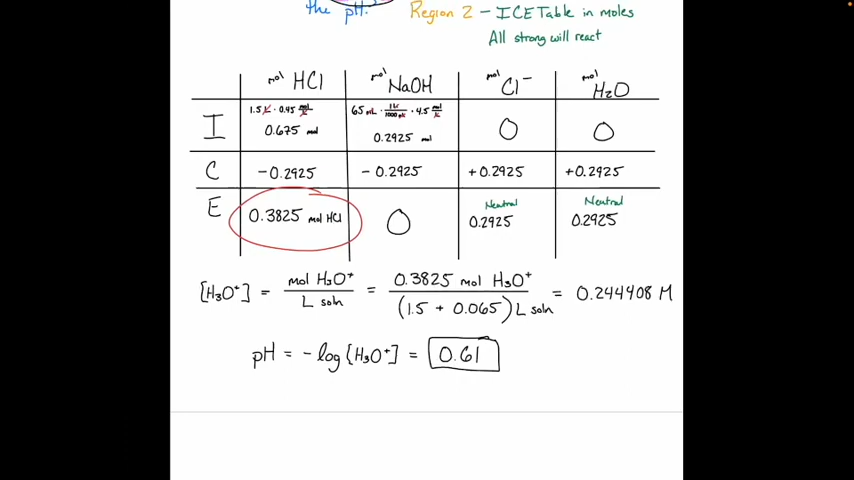 the pH.
Region 2 - ICE Table in moles
All strong will react
mol HCl mol NaOH mol Cl⁻ mol H₂O
I 1.5 L · 0.45 mol/L 65 mL · 1L/1000 mL · 4.5 mol/L
0.675 mol 0.2925 mol 0 0
C -0.2925 -0.2925 +0.2925 +0.2925
Neutral Neutral
E 0.3825 mol HCl 0 0.2925 0.2925
[H₃O⁺] = mol H₃O⁺ / L soln = 0.3825 mol H₃O⁺ / (1.5 + 0.065) L soln = 0.244408 M
pH = -log [H₃O⁺] = 0.61